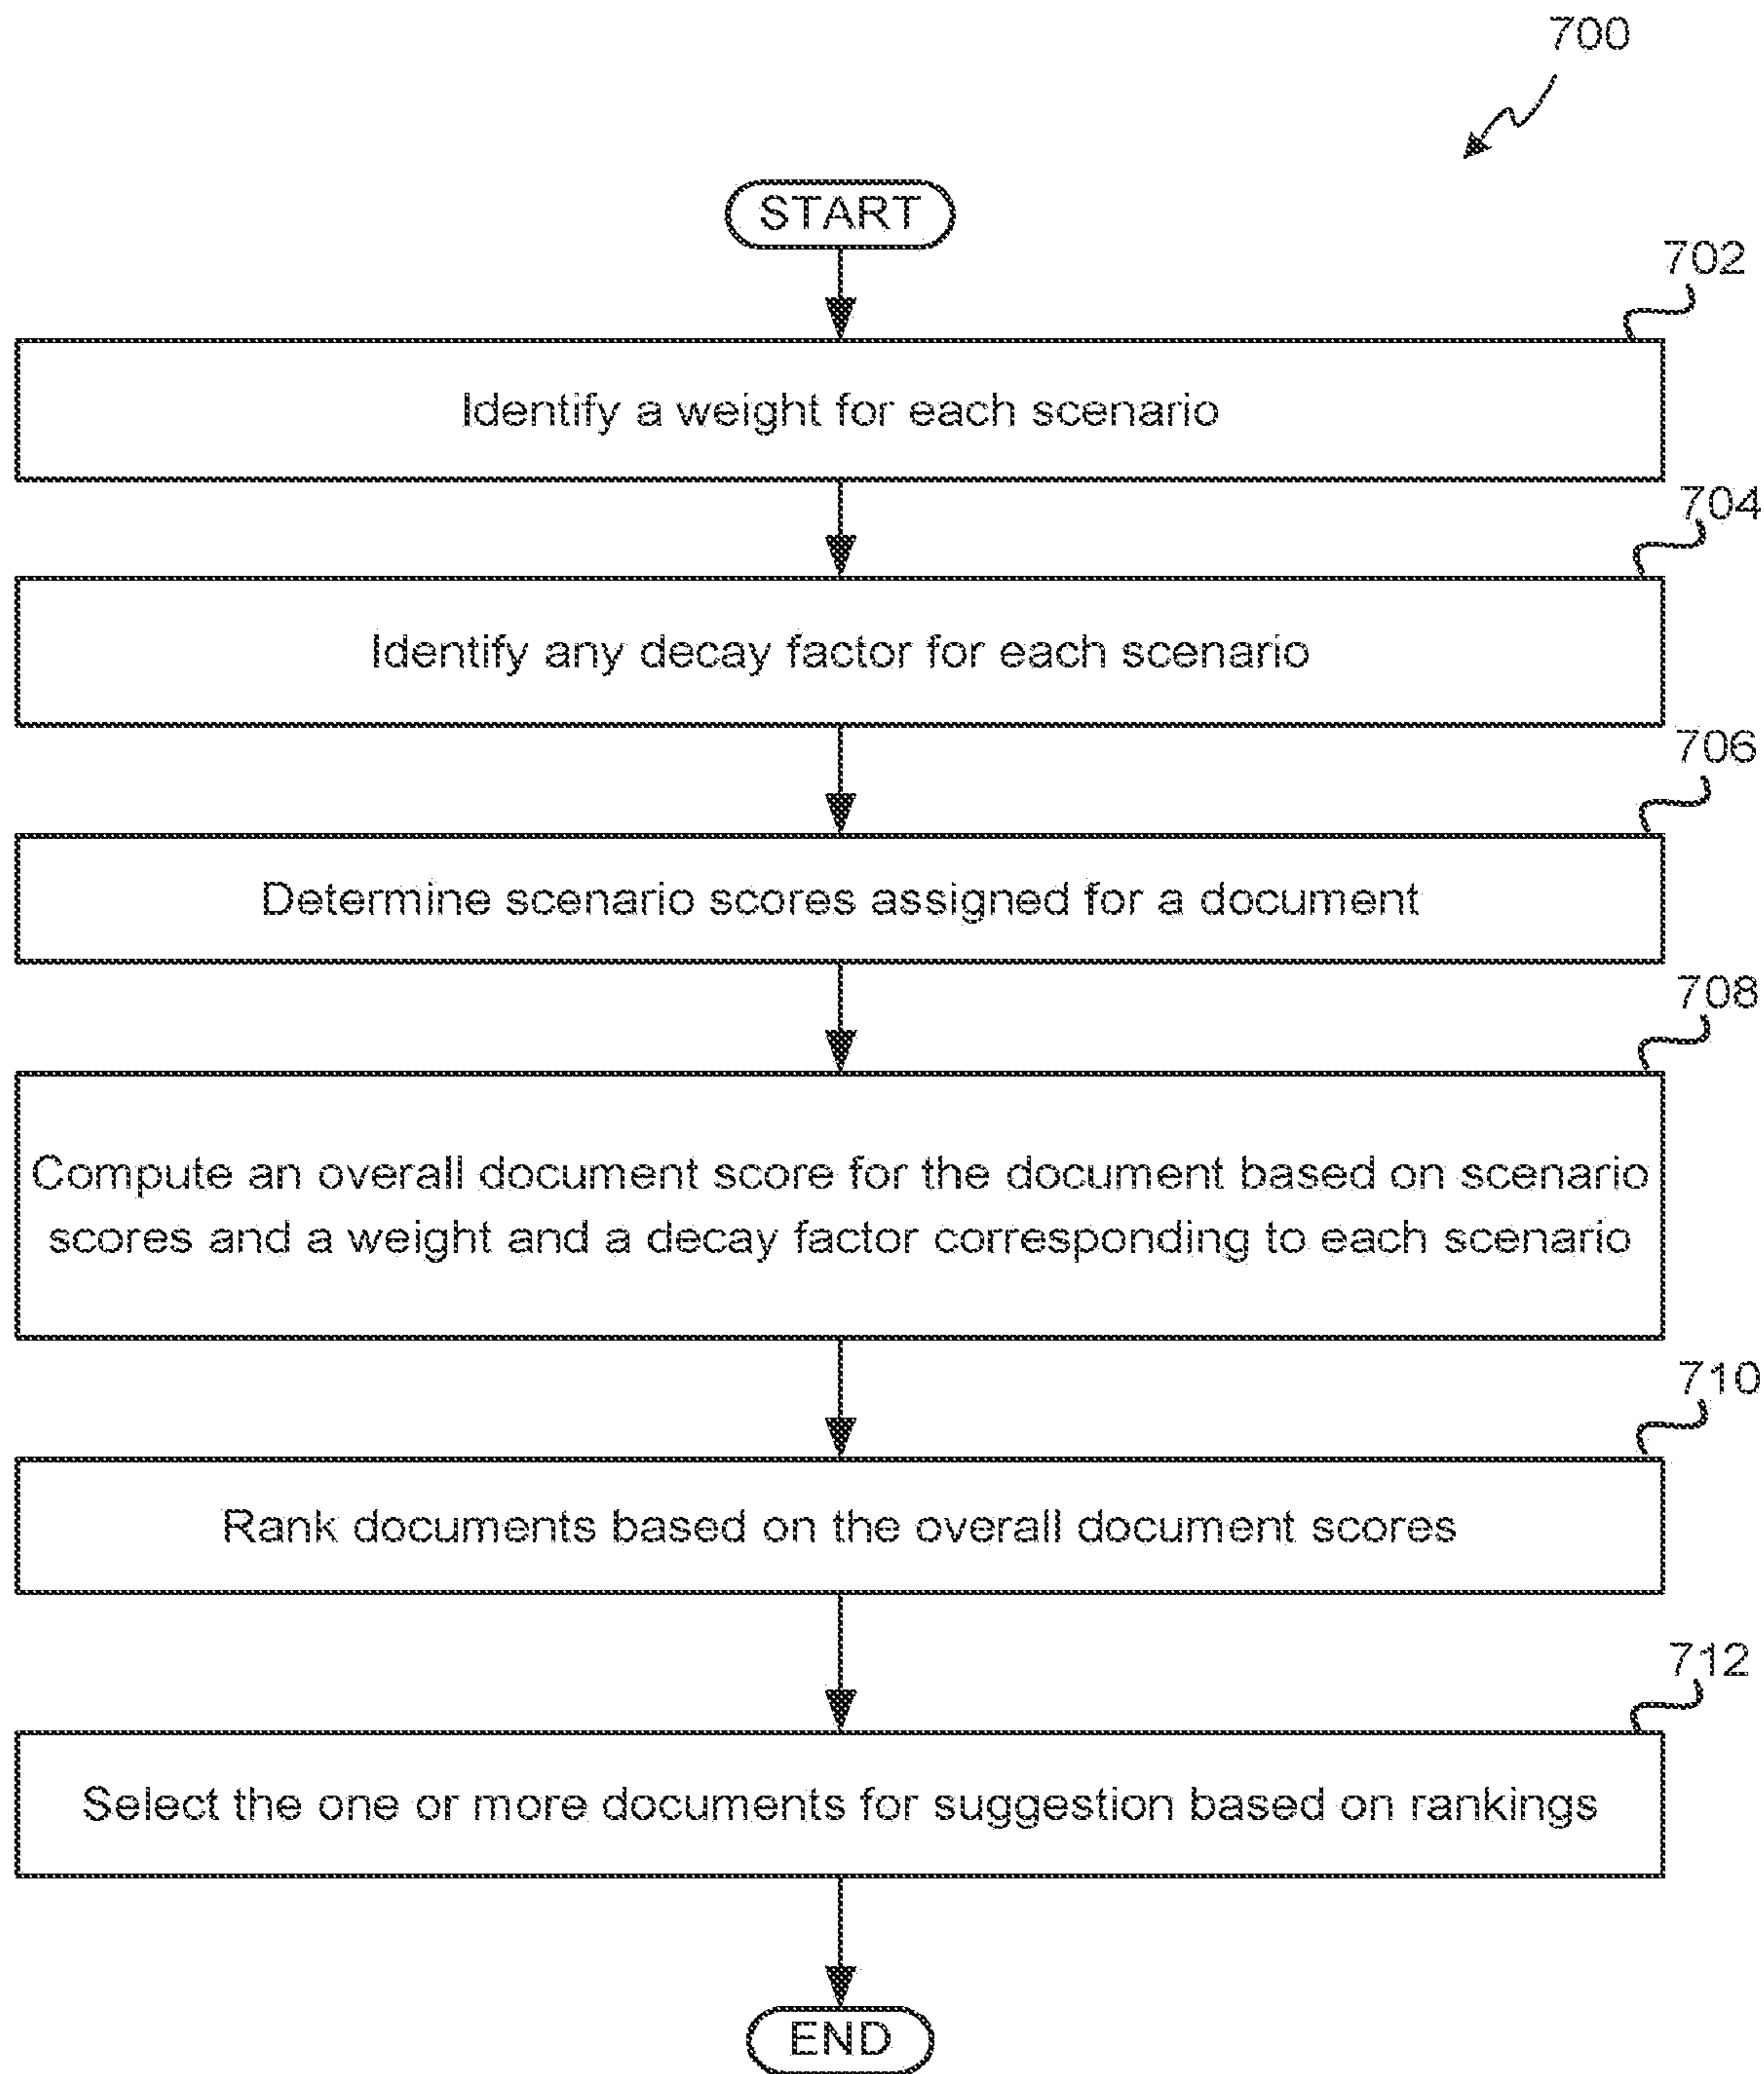 700
START
702
Identify a weight for each scenario
704
Identify any decay factor for each scenario
706
Determine scenario scores assigned for a document
708
Compute an overall document score for the document based on scenario
scores and a weight and a decay factor corresponding to each scenario
710
Rank documents based on the overall document scores
712
Select the one or more documents for suggestion based on rankings
END